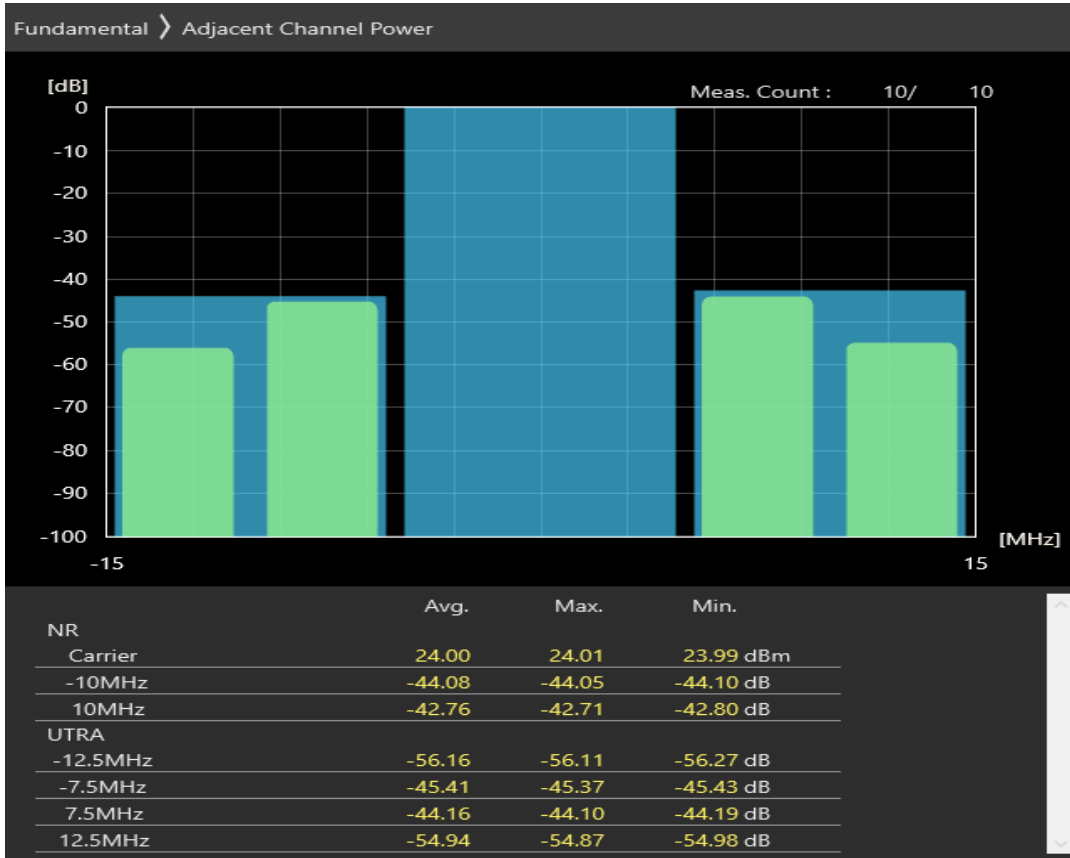 Fundamental 〉 Adjacent Channel Power
[dB]
Meas. Count : 10/ 10
0
-10
-20
-30
-40
-50
-60
-70
-80
-90
-100
[MHz]
-15 15
Avg. Max. Min.
NR
Carrier 24.00 24.01 23.99 dBm
-10MHz -44.08 -44.05 -44.10 dB
10MHz -42.76 -42.71 -42.80 dB
UTRA
-12.5MHz -56.16 -56.11 -56.27 dB
-7.5MHz -45.41 -45.37 -45.43 dB
7.5MHz -44.16 -44.10 -44.19 dB
12.5MHz -54.94 -54.87 -54.98 dB